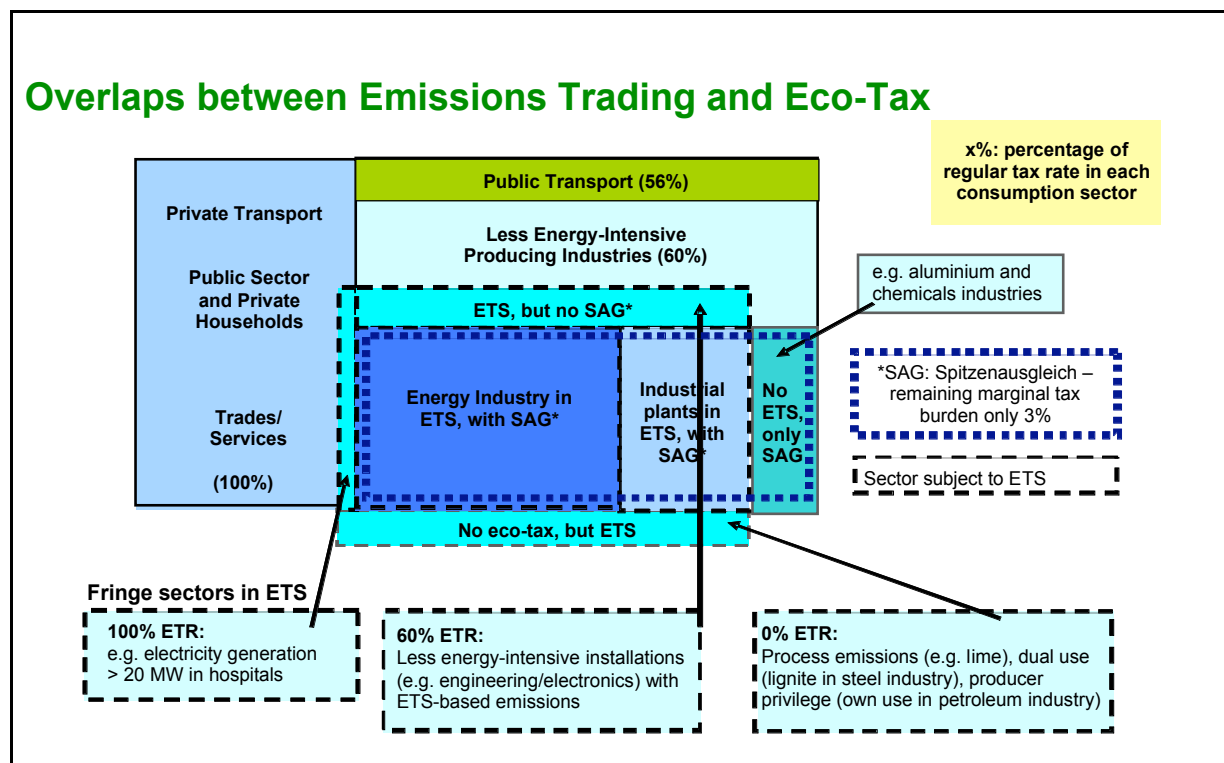 Overlaps between Emissions Trading and Eco-Tax
x%: percentage of
regular tax rate in each
consumption sector
Public Transport (56%)
Private Transport
Less Energy-Intensive
Producing Industries (60%)
Public Sector
and Private
Households
e.g. aluminium and
chemicals industries
ETS, but no SAG*
Energy Industry in
ETS, with SAG*
Industrial
plants in
ETS, with
SAG*
No
ETS,
only
SAG
*SAG: Spitzenausgleich –
remaining marginal tax
burden only 3%
Trades/
Services
(100%)
Sector subject to ETS
No eco-tax, but ETS
Fringe sectors in ETS
100% ETR:
e.g. electricity generation
> 20 MW in hospitals
60% ETR:
Less energy-intensive installations
(e.g. engineering/electronics) with
ETS-based emissions
0% ETR:
Process emissions (e.g. lime), dual use
(lignite in steel industry), producer
privilege (own use in petroleum industry)